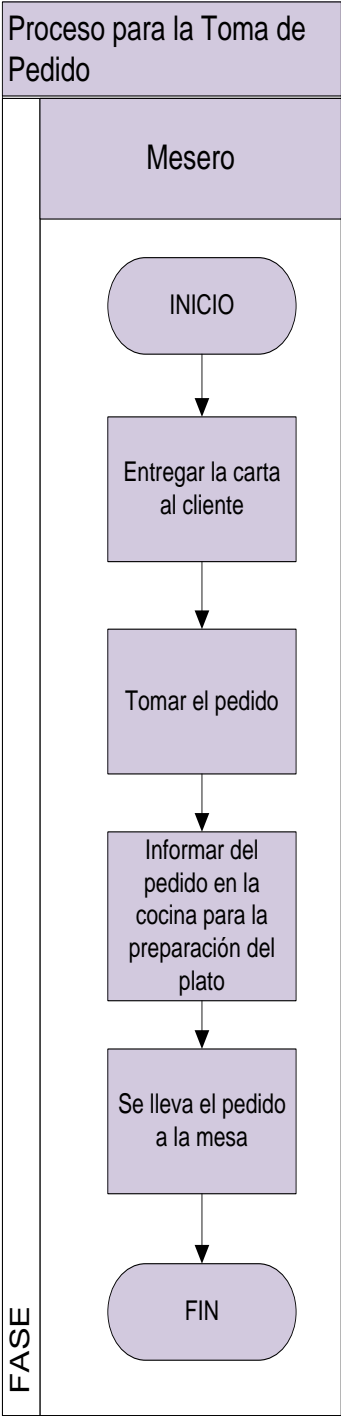 Proceso para la Toma de
Pedido
Mesero
INICIO
Entregar la carta
al cliente
Tomar el pedido
Informar del
pedido en la
cocina para la
preparación del
plato
Se lleva el pedido
a la mesa
FIN
FASE